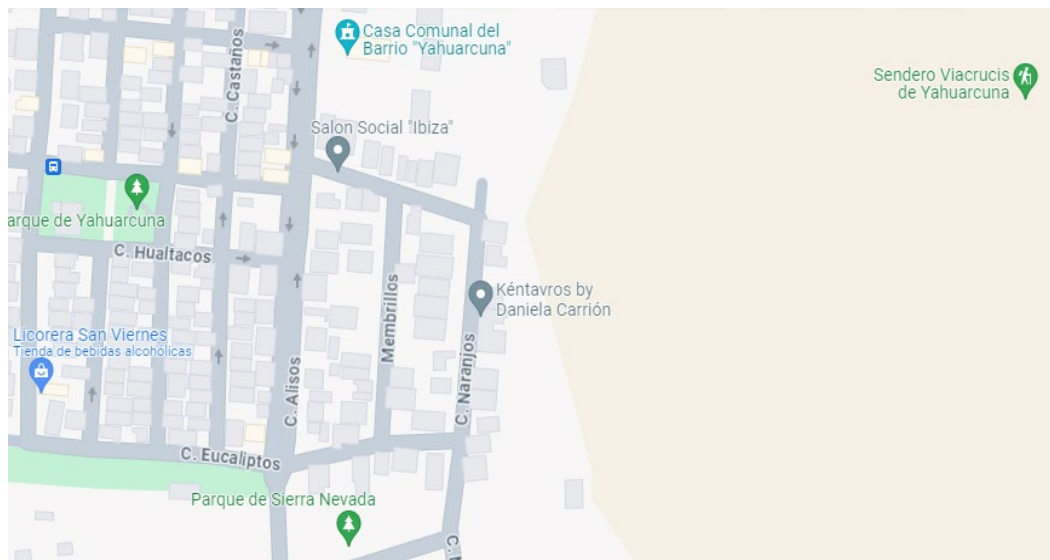 Casa Comunal del
Barrio "Yahuarcuna"
Sendero Viacrucis
de Yahuarcuna
C. Castaños
Salon Social "Ibiza"
arque de Yahuarcuna
C. Hualtacos
Kéntavros by
Daniela Carrión
Licorera San Viernes
Tienda de bebidas alcohólicas
Membrillos
C. Alisos
C. Naranjos
C. Eucaliptos
Parque de Sierra Nevada